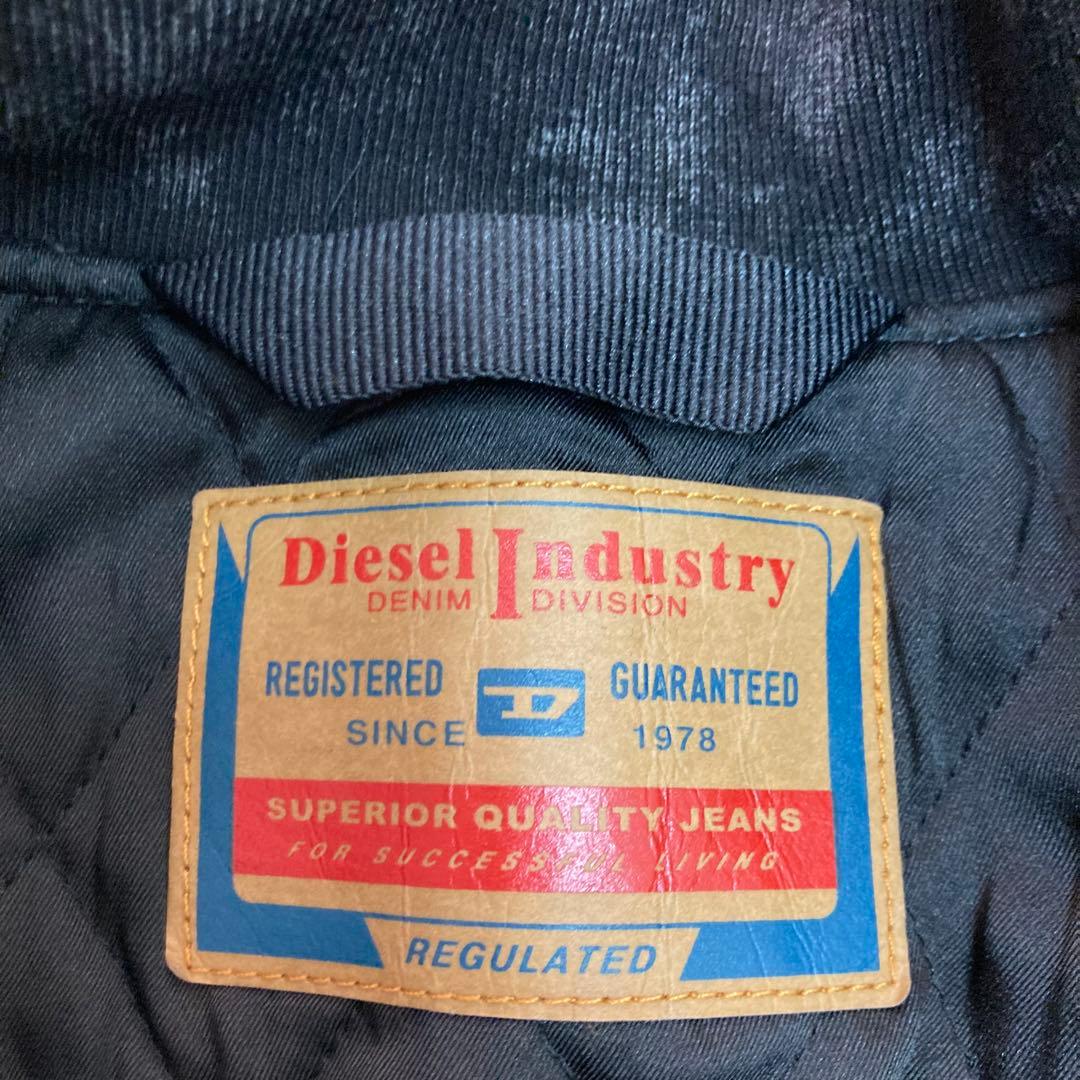 Diesel Industry
DENIM DIVISION
REGISTERED D GUARANTEED
SINCE 1978
SUPERIOR QUALITY JEANS
FOR SUCCESSFUL LIVING
REGULATED